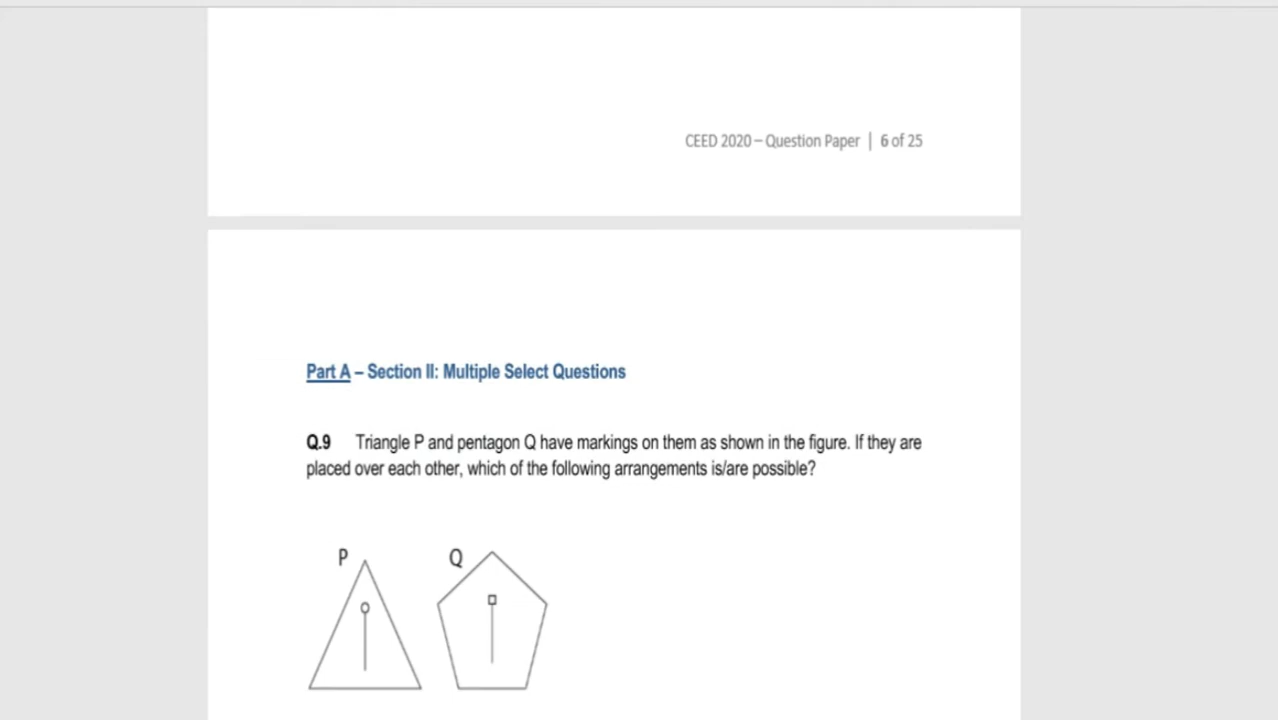 CEED 2020 – Question Paper | 6 of 25
Part A – Section II: Multiple Select Questions
Q.9 Triangle P and pentagon Q have markings on them as shown in the figure. If they are
placed over each other, which of the following arrangements is/are possible?
P Q